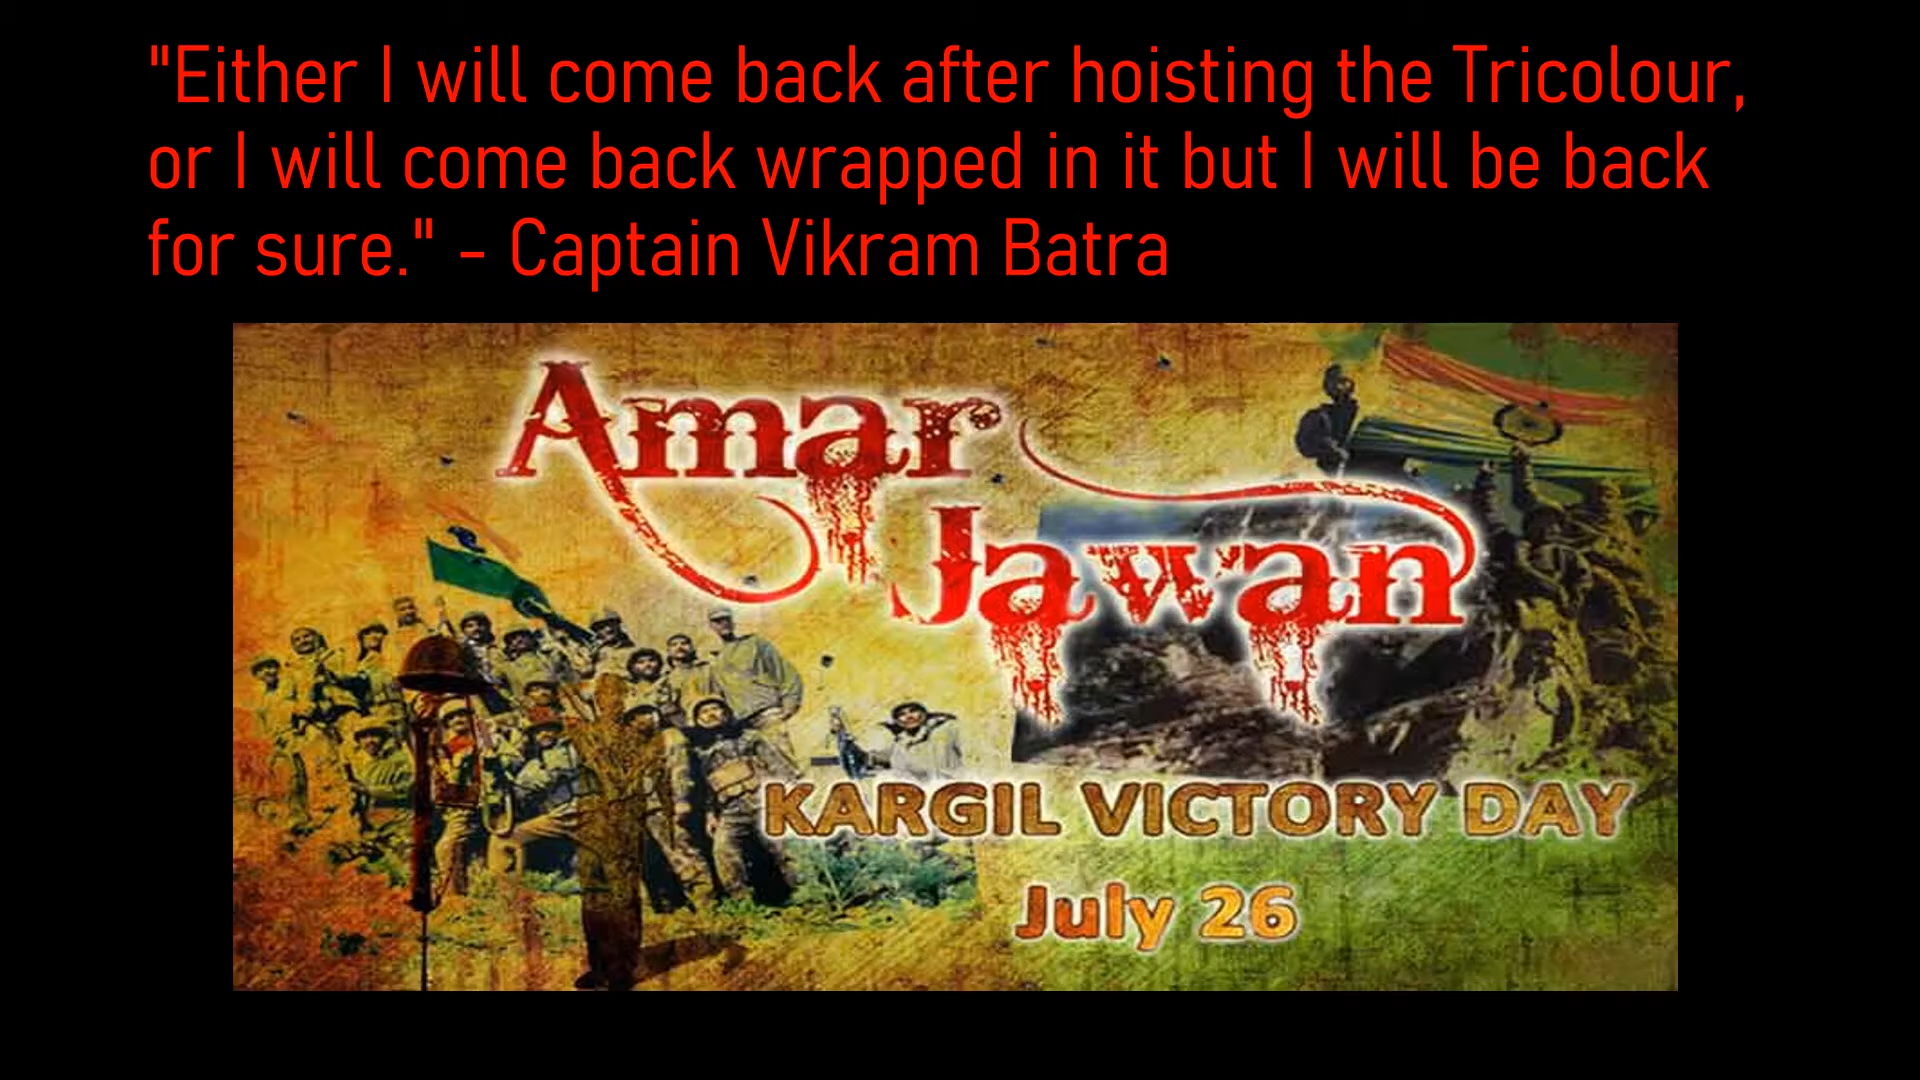 "Either I will come back after hoisting the Tricolour,
or I will come back wrapped in it but I will be back
for sure." - Captain Vikram Batra
Amar
Jawan
KARGIL VICTORY DAY
July 26